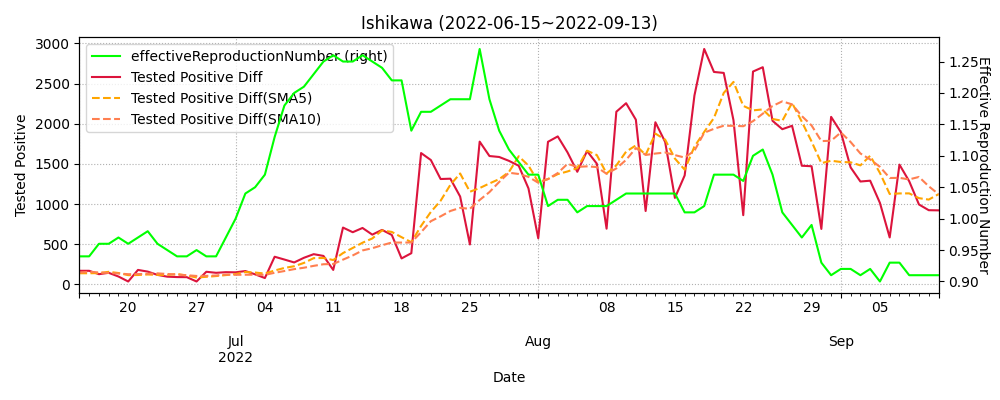 Ishikawa (2022-06-15~2022-09-13)
effectiveReproductionNumber (right)
Tested Positive Diff
Tested Positive Diff(SMA5)
Tested Positive Diff(SMA10)
Tested Positive
3000
2500
2000
1500
1000
500
0
Effective Reproduction Number
1.25
1.20
1.15
1.10
1.05
1.00
0.95
0.90
20 27 04 11 18 25 08 15 22 29 05
Jul Aug Sep
2022
Date